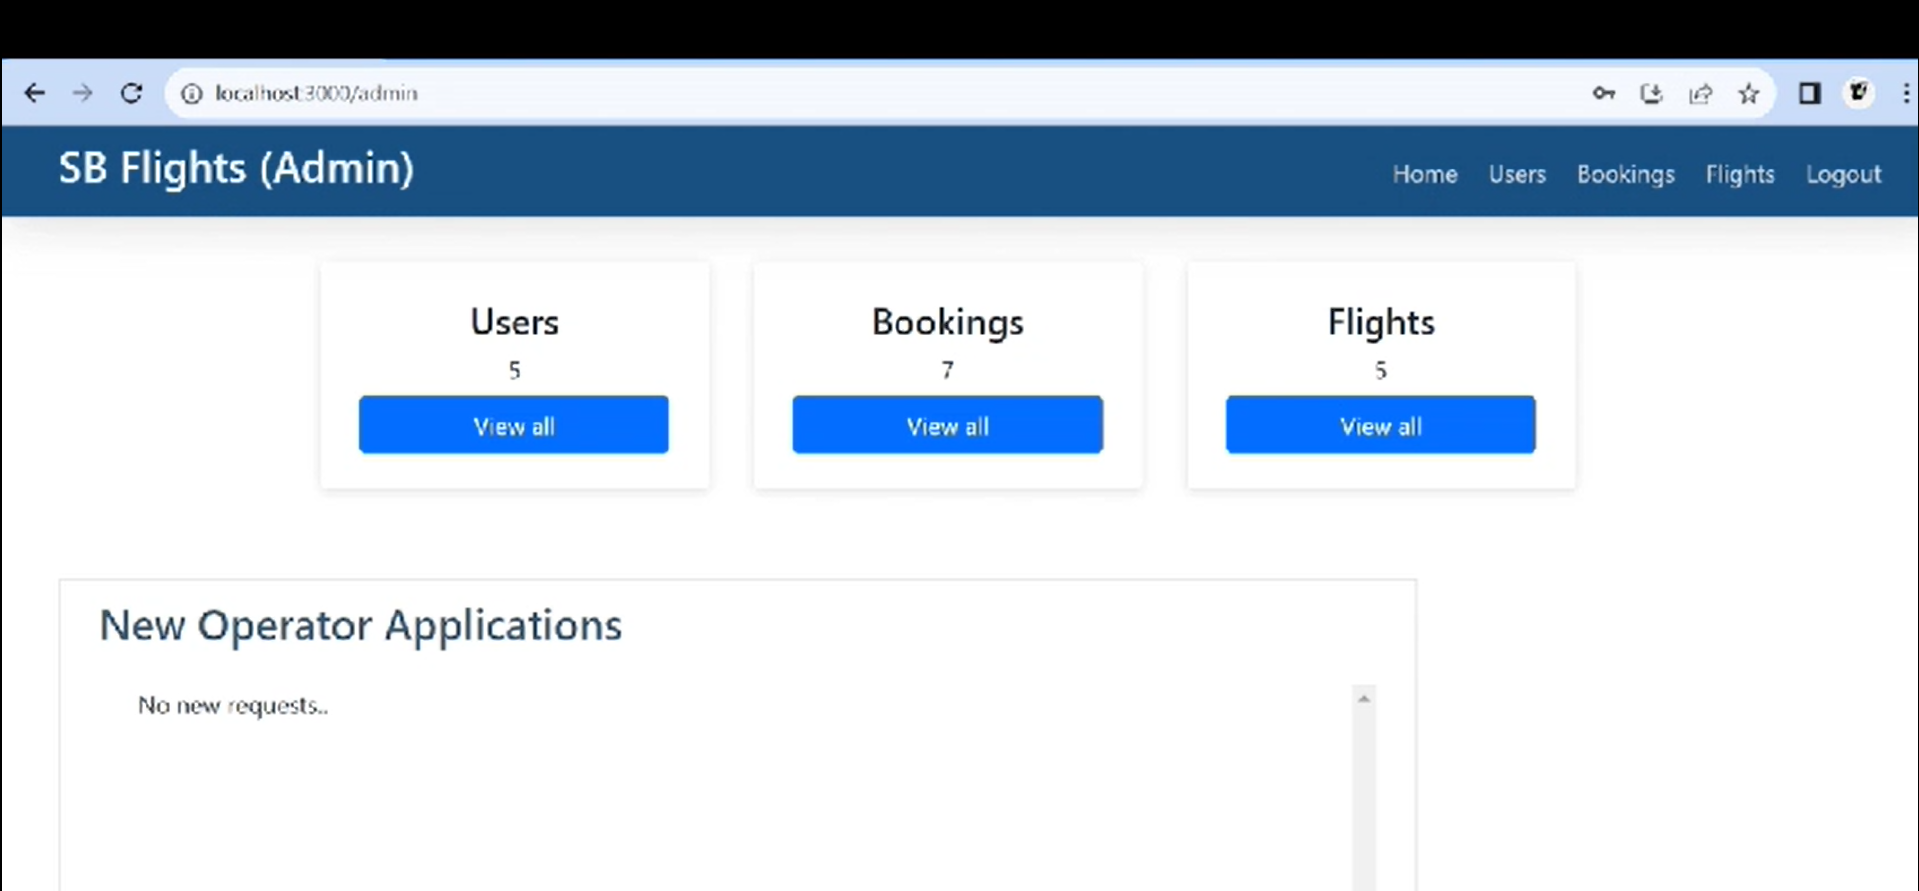 localhost:3000/admin
SB Flights (Admin)
Home Users Bookings Flights Logout
Users Bookings Flights
5 7 5
View all View all View all
New Operator Applications
No new requests..